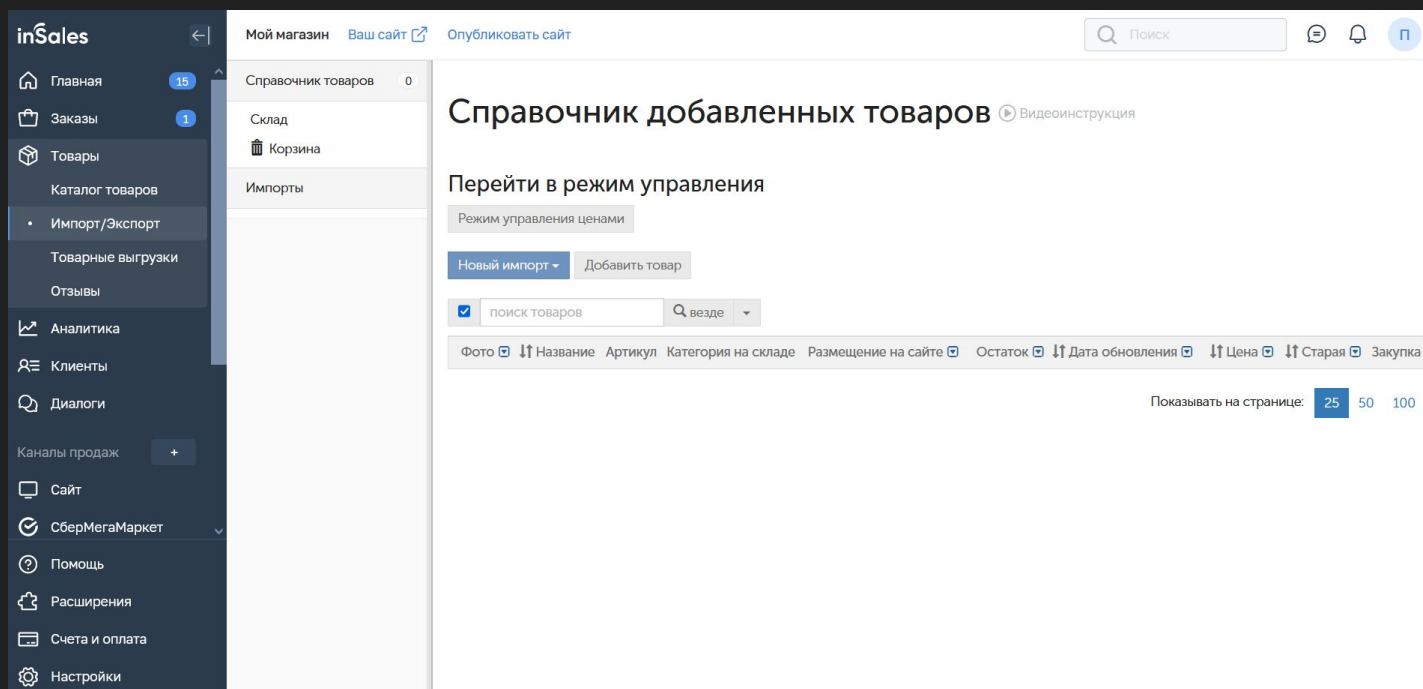 inSales
Мой магазин Ваш сайт Опубликовать сайт Поиск П
Главная 15
Заказы 1
Товары
Каталог товаров
Импорт/Экспорт
Товарные выгрузки
Отзывы
Аналитика
Клиенты
Диалоги
Каналы продаж +
Сайт
СберМегаМаркет
Помощь
Расширения
Счета и оплата
Настройки
Справочник товаров 0
Склад
Корзина
Импорты
Справочник добавленных товаров Видеоинструкция
Перейти в режим управления
Режим управления ценами
Новый импорт Добавить товар
поиск товаров везде
Фото Название Артикул Категория на складе Размещение на сайте Остаток Дата обновления Цена Старая Закупка
Показывать на странице: 25 50 100